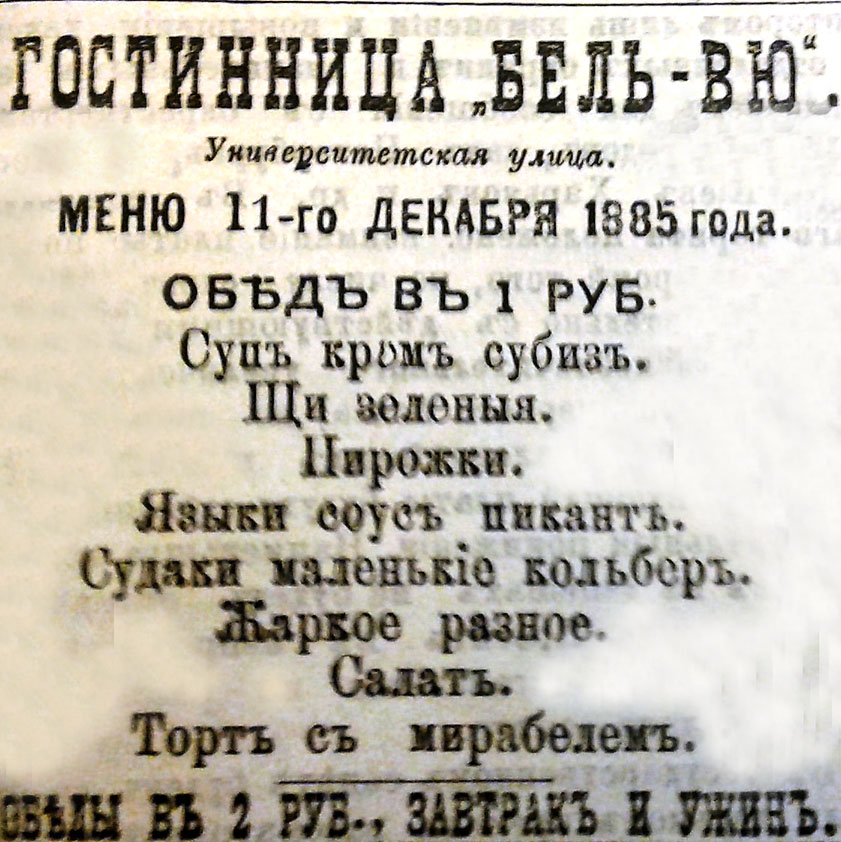 ГОСТИННИЦА „БЕЛЬ-ВЮ“.
Университетская улица.
МЕНЮ 11-го ДЕКАБРЯ 1885 года.
ОБѢДЪ ВЪ 1 РУБ.
Супъ кромъ субизъ.
Щи зеленыя.
Пирожки.
Языки соусъ пикантъ.
Судаки маленькіе кольберъ.
Жаркое разное.
Салатъ.
Тортъ съ мирабелемъ.
ОБѢДЫ ВЪ 2 РУБ., ЗАВТРАКЪ И УЖИНЪ.